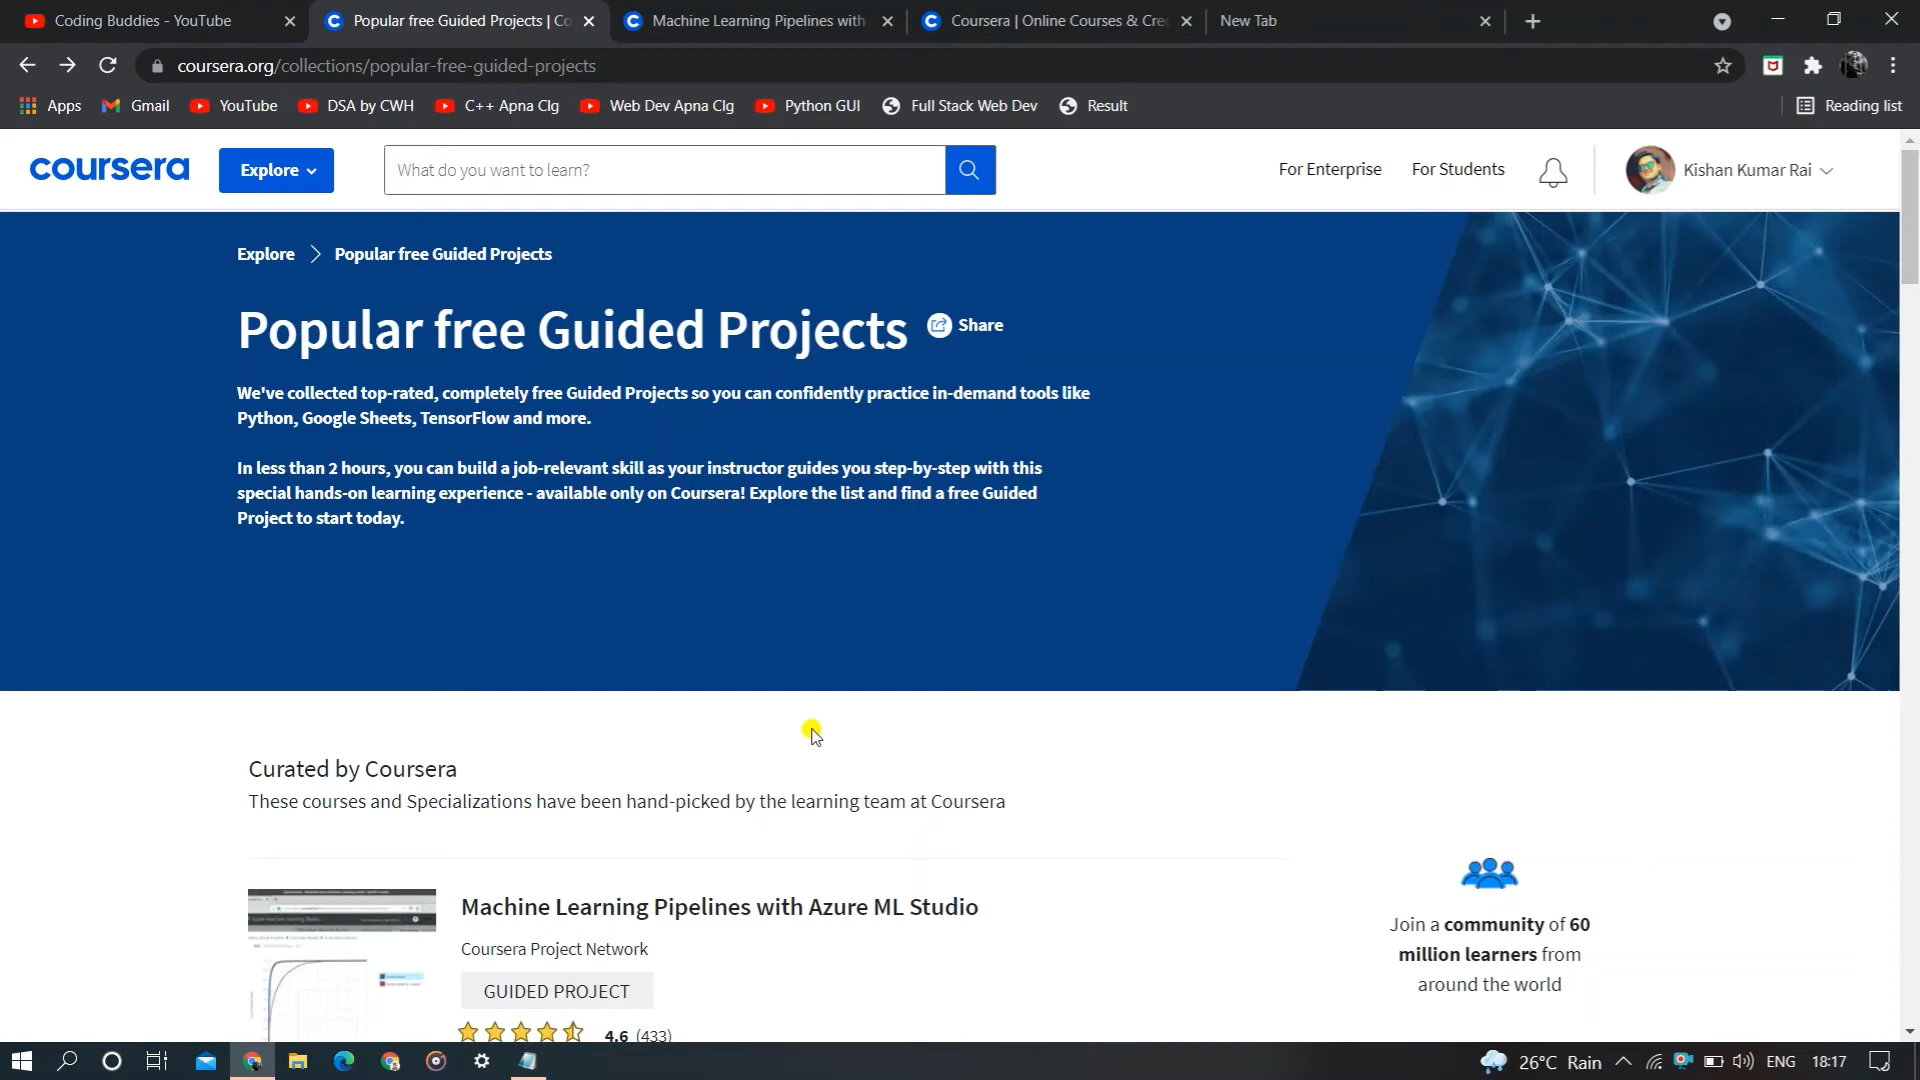 Coding Buddies - YouTube
Popular free Guided Projects | Co
Machine Learning Pipelines with
Coursera | Online Courses & Cre
New Tab
coursera.org/collections/popular-free-guided-projects
Apps
Gmail
YouTube
DSA by CWH
C++ Apna Clg
Web Dev Apna Clg
Python GUI
Full Stack Web Dev
Result
Reading list
coursera
Explore
What do you want to learn?
For Enterprise
For Students
Kishan Kumar Rai
Explore
Popular free Guided Projects
Popular free Guided Projects
Share
We've collected top-rated, completely free Guided Projects so you can confidently practice in-demand tools like
Python, Google Sheets, TensorFlow and more.
In less than 2 hours, you can build a job-relevant skill as your instructor guides you step-by-step with this
special hands-on learning experience - available only on Coursera! Explore the list and find a free Guided
Project to start today.
Curated by Coursera
These courses and Specializations have been hand-picked by the learning team at Coursera
Machine Learning Pipelines with Azure ML Studio
Coursera Project Network
GUIDED PROJECT
4.6 (433)
Join a community of 60
million learners from
around the world
26°C Rain
ENG
18:17